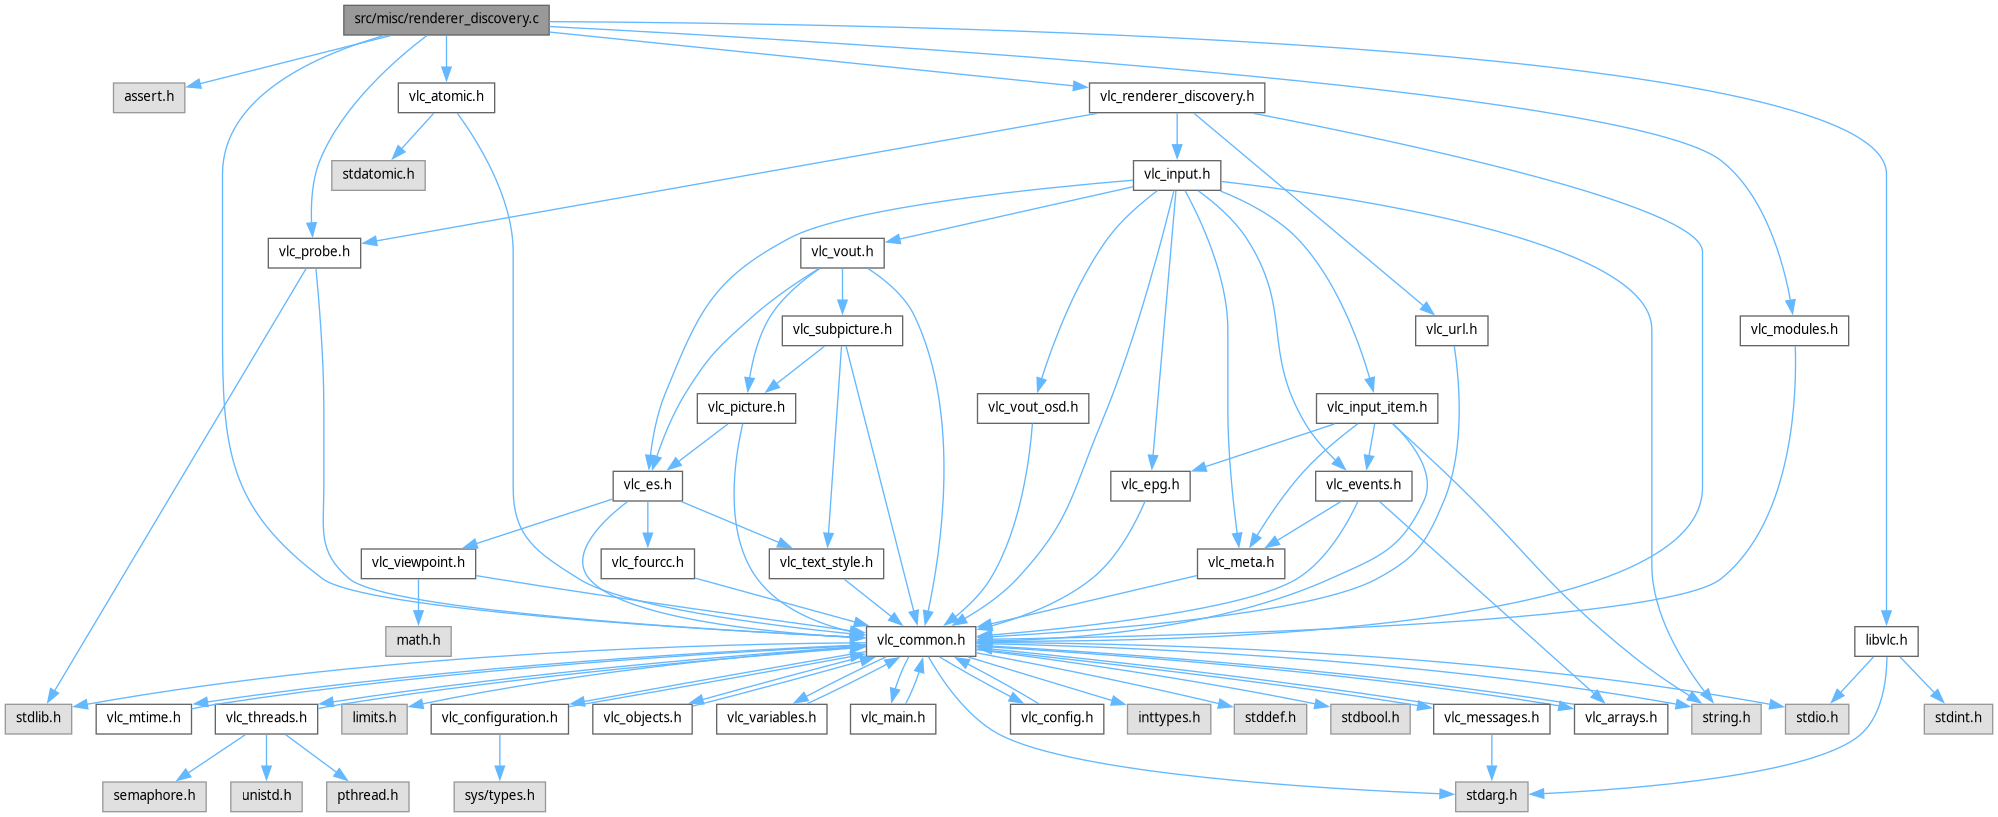 src/misc/renderer_discovery.c
assert.h
vlc_atomic.h
vlc_renderer_discovery.h
stdatomic.h
vlc_input.h
vlc_probe.h
vlc_vout.h
vlc_subpicture.h
vlc_url.h
vlc_modules.h
vlc_picture.h
vlc_vout_osd.h
vlc_input_item.h
vlc_es.h
vlc_epg.h
vlc_events.h
vlc_viewpoint.h
vlc_fourcc.h
vlc_text_style.h
vlc_meta.h
math.h
vlc_common.h
libvlc.h
stdlib.h
vlc_mtime.h
vlc_threads.h
limits.h
vlc_configuration.h
vlc_objects.h
vlc_variables.h
vlc_main.h
vlc_config.h
inttypes.h
stddef.h
stdbool.h
vlc_messages.h
vlc_arrays.h
string.h
stdio.h
stdint.h
semaphore.h
unistd.h
pthread.h
sys/types.h
stdarg.h